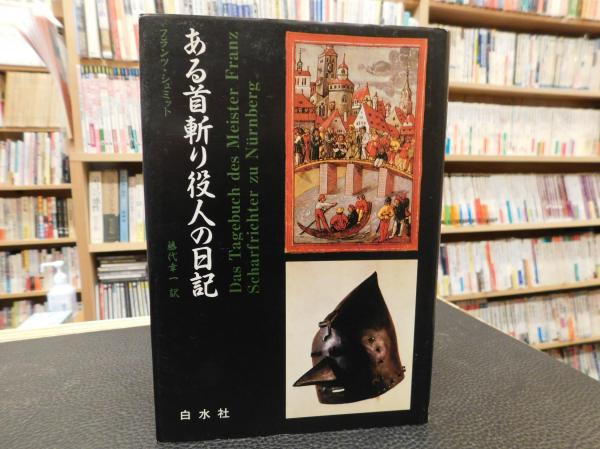 フランツ・シュミット
ある首斬り役人の日記
藤代幸一 訳
Das Tagebuch des Meister Franz
Scharfrichter zu Nürnberg
白水社